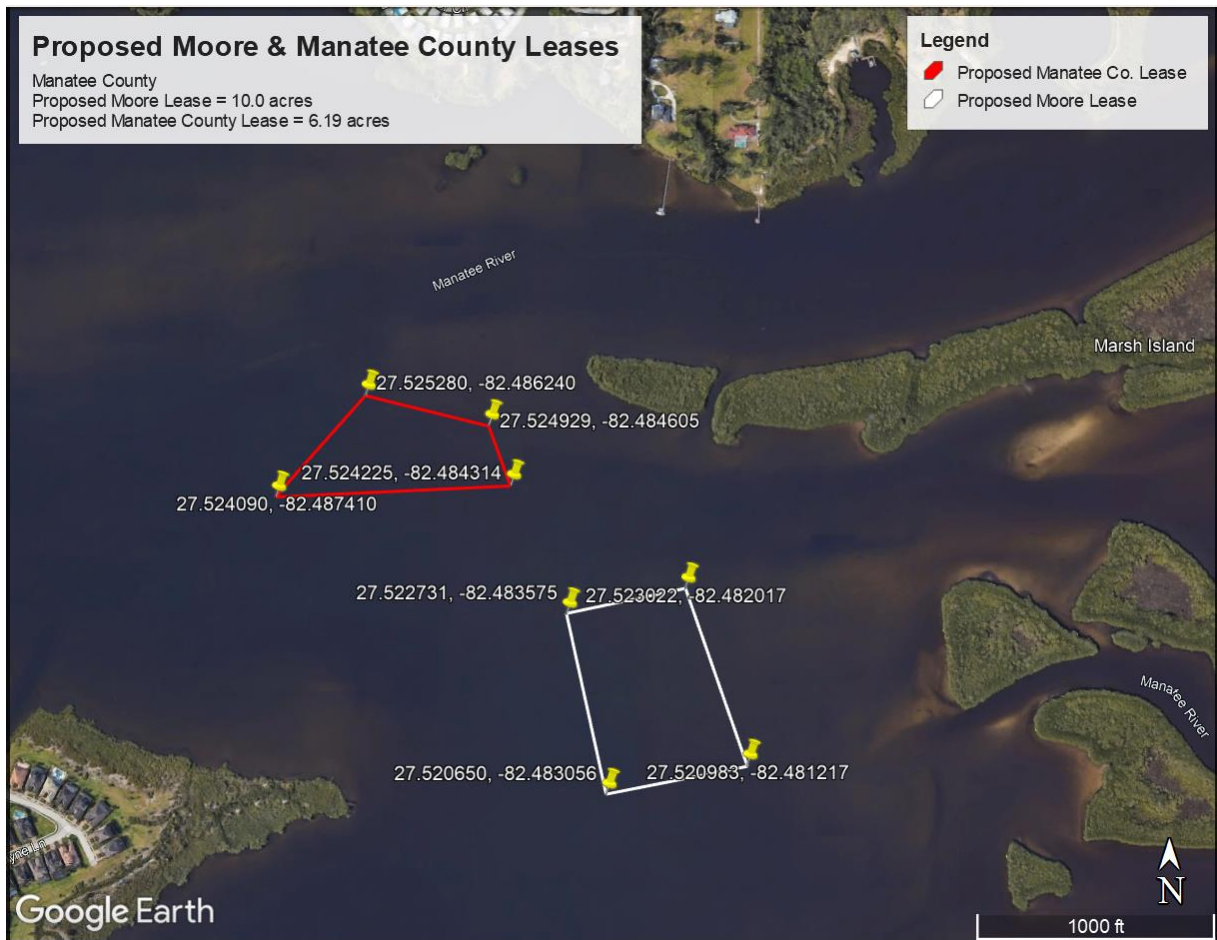 Proposed Moore & Manatee County Leases
Manatee County
Proposed Moore Lease = 10.0 acres
Proposed Manatee County Lease = 6.19 acres
Legend
Proposed Manatee Co. Lease
Proposed Moore Lease
Manatee River
Marsh Island
27.525280, -82.486240
27.524929, -82.484605
27.524225, -82.484314
27.524090, -82.487410
27.522731, -82.483575
27.523022, -82.482017
Manatee River
27.520650, -82.483056
27.520983, -82.481217
yne Ln
N
Google Earth
1000 ft